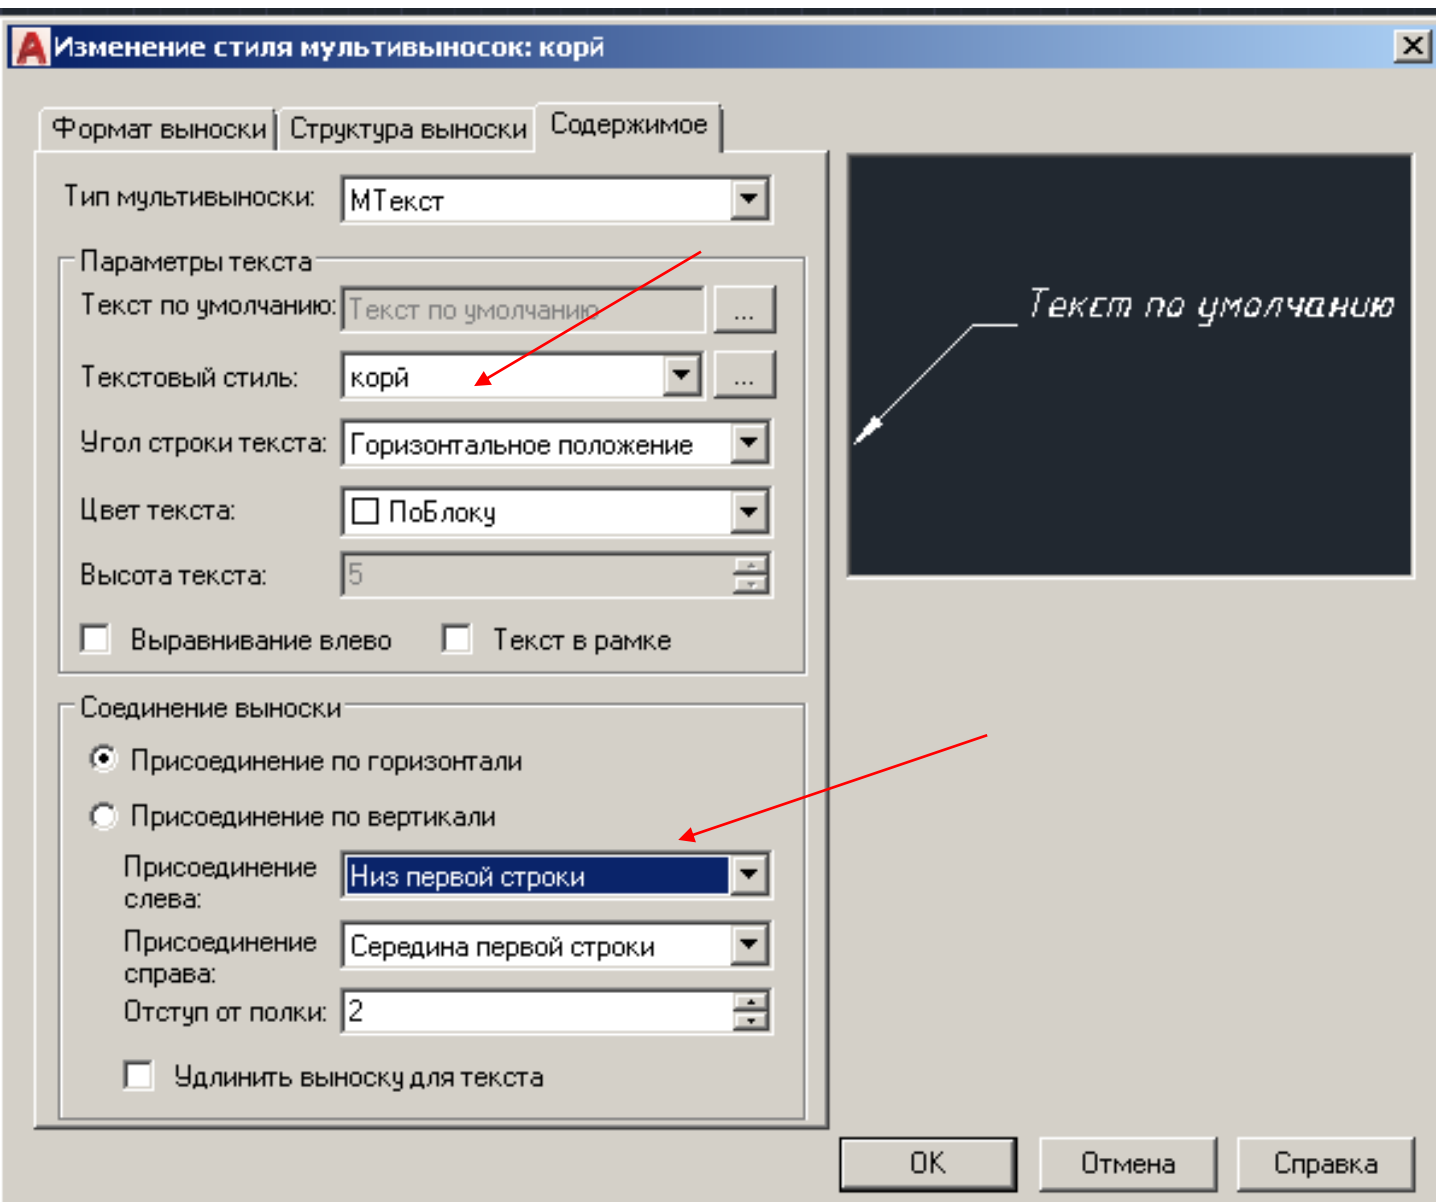 Изменение стиля мультивыносок: корй
Формат выноски Структура выноски Содержимое
Тип мультивыноски: МТекст
Параметры текста
Текст по умолчанию: Текст по умолчанию ...
Текстовый стиль: корй ...
Угол строки текста: Горизонтальное положение
Цвет текста: ПоБлоку
Высота текста: 5
Выравнивание влево Текст в рамке
Соединение выноски
Присоединение по горизонтали
Присоединение по вертикали
Присоединение
слева: Низ первой строки
Присоединение
справа: Середина первой строки
Отступ от полки: 2
Удлинить выноску для текста
Текст по умолчанию
OK Отмена Справка